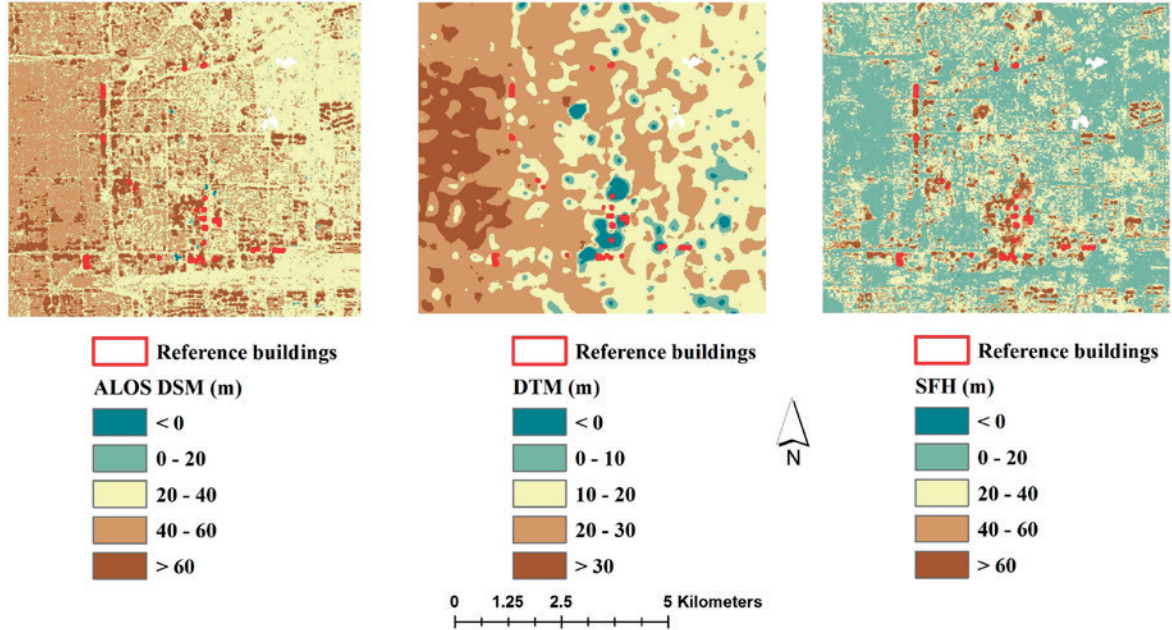 Reference buildings
ALOS DSM (m)
< 0
0 - 20
20 - 40
40 - 60
> 60
Reference buildings
DTM (m)
< 0
0 - 10
10 - 20
20 - 30
> 30
N
Reference buildings
SFH (m)
< 0
0 - 20
20 - 40
40 - 60
> 60
0 1.25 2.5 5 Kilometers